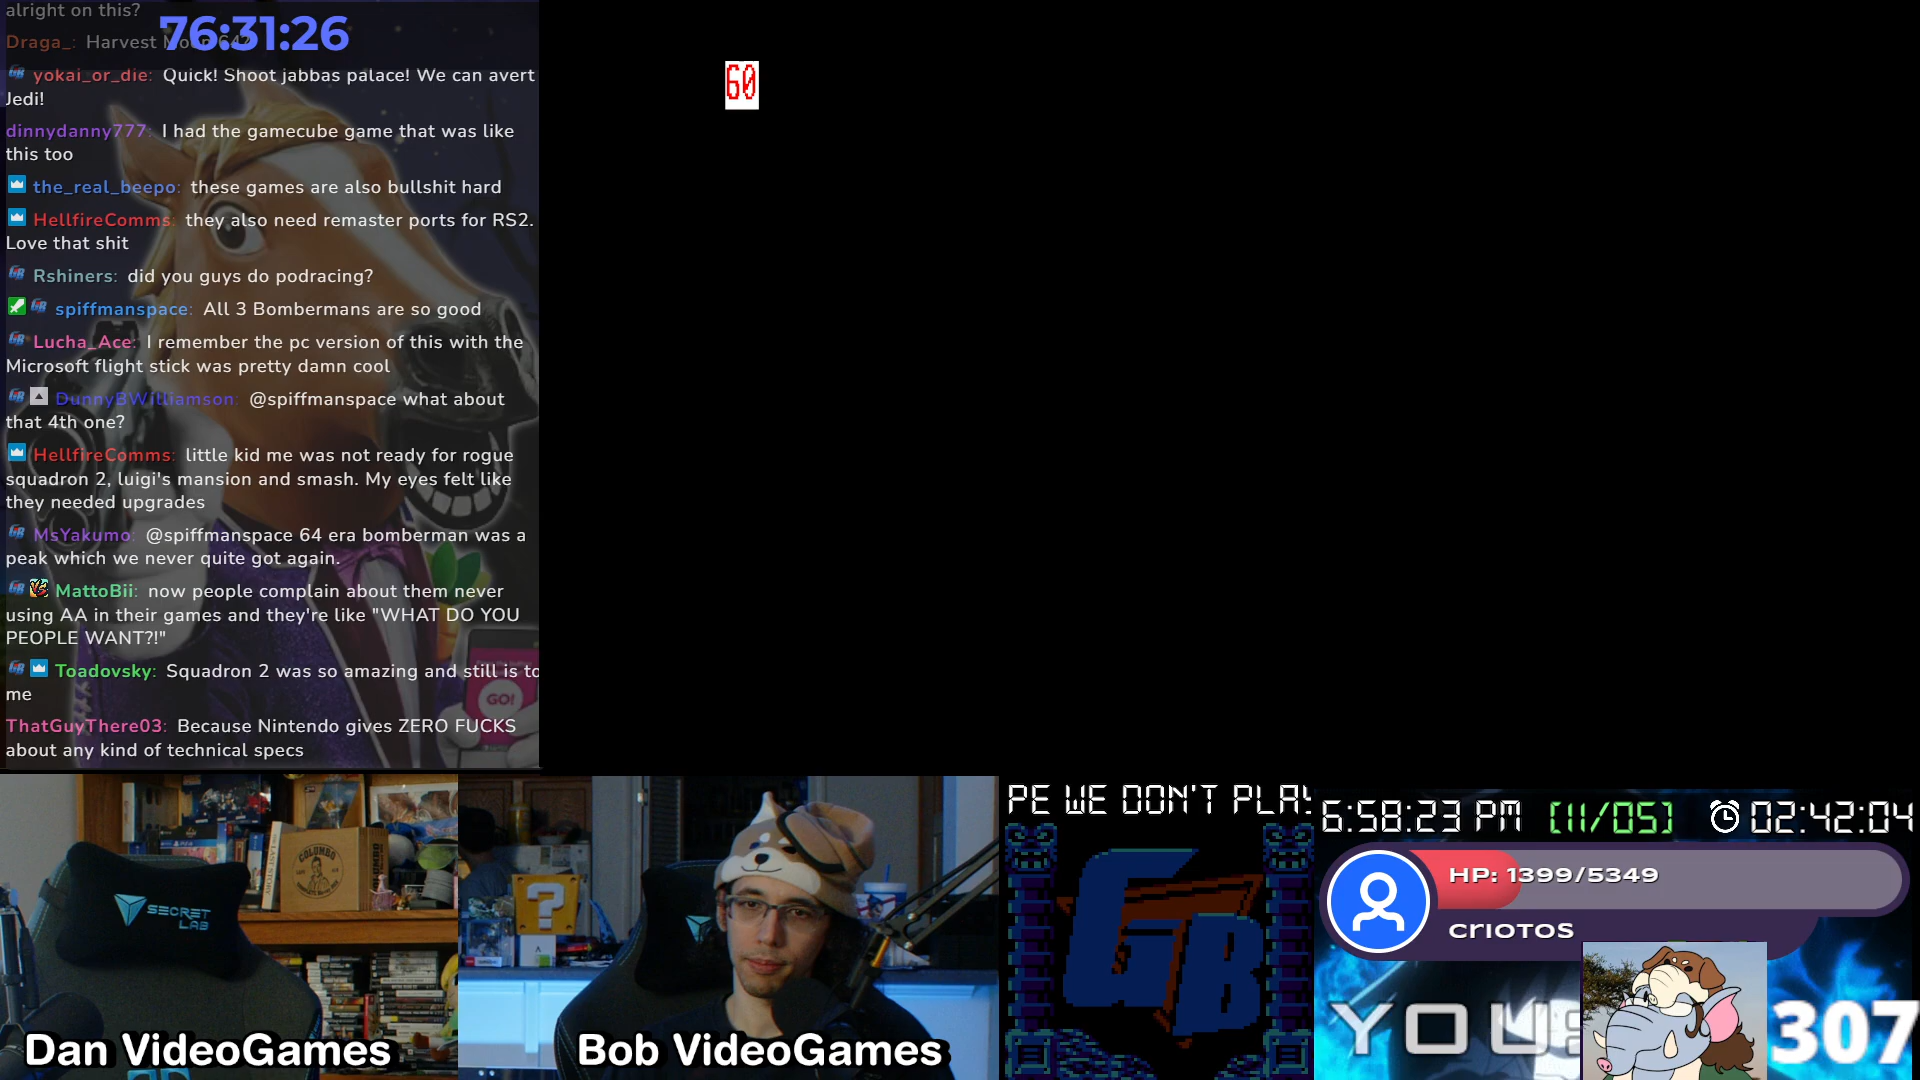 alright on this?
76:31:26
Draga_: Harvest Moon 64?
yokai_or_die: Quick! Shoot jabbas palace! We can avert
Jedi!
dinnydanny777: I had the gamecube game that was like
this too
the_real_beepo: these games are also bullshit hard
HellfireComms: they also need remaster ports for RS2.
Love that shit
Rshiners: did you guys do podracing?
spiffmanspace: All 3 Bombermans are so good
Lucha_Ace: I remember the pc version of this with the
Microsoft flight stick was pretty damn cool
DunnyBWilliamson: @spiffmanspace what about
that 4th one?
HellfireComms: little kid me was not ready for rogue
squadron 2, luigi's mansion and smash. My eyes felt like
they needed upgrades
MsYakumo: @spiffmanspace 64 era bomberman was a
peak which we never quite got again.
MattoBii: now people complain about them never
using AA in their games and they're like "WHAT DO YOU
PEOPLE WANT?!"
Toadovsky: Squadron 2 was so amazing and still is to
me
GO!
ThatGuyThere03: Because Nintendo gives ZERO FUCKS
about any kind of technical specs
60
SECRET
LAB
COLUMBO
Dan VideoGames
?
Bob VideoGames
PE WE DON'T PLAY
GB
6:58:23 PM [11/05] 02:42:04
HP: 1399/5349
CRIOTOS
YOU
307